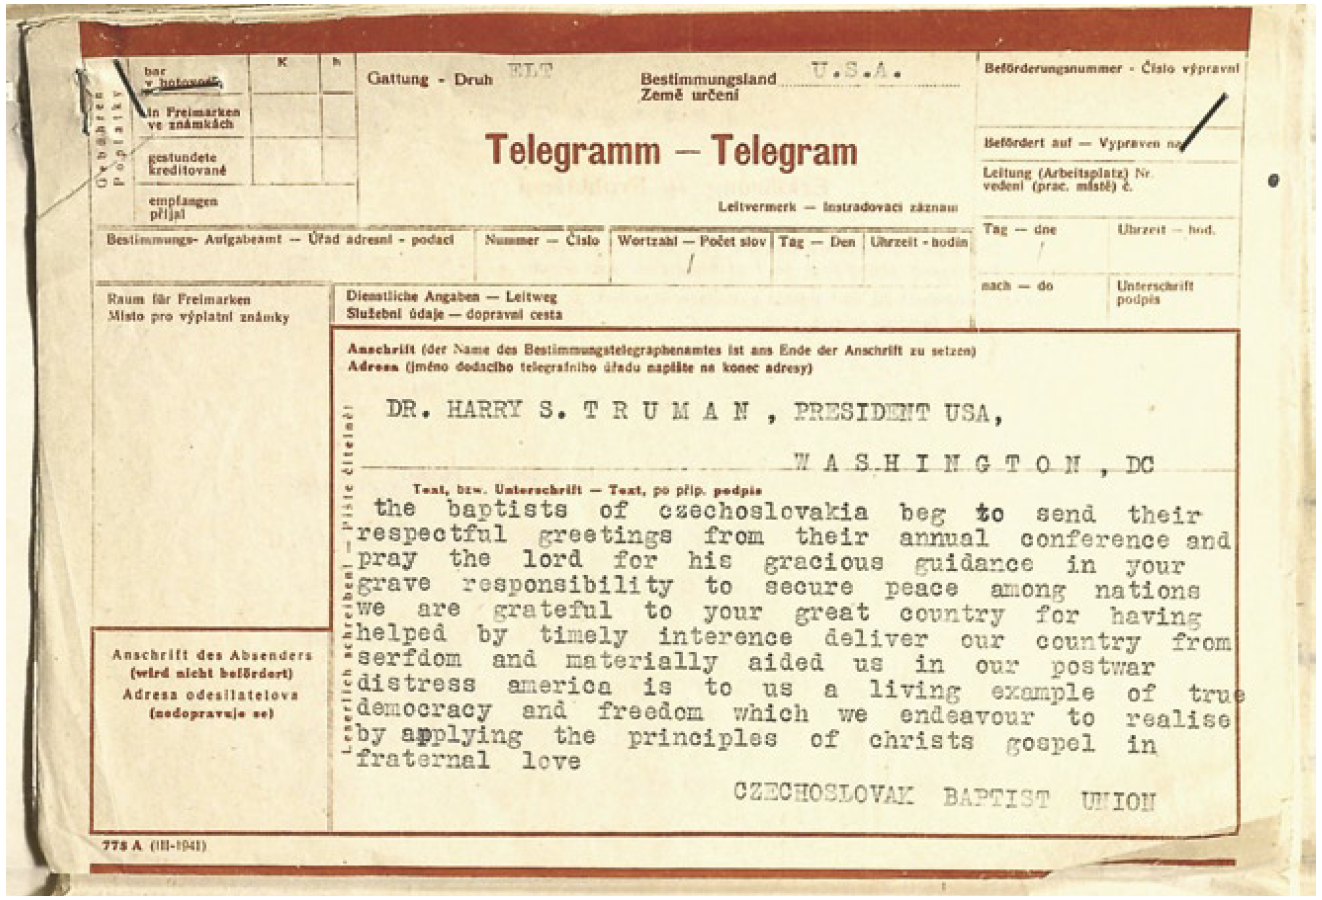 Gebühren
Poplatky
bar
v hotovosti
in Freimarken
ve známkách
gestundete
kreditované
empfangen
přijal
K
h
Gattung - Druh ELT
Bestimmungsland U.S.A.
Země určení
Telegramm — Telegram
Leitvermerk — Instradovací záznam
Beförderungsnummer - Číslo výpravní
Befördert auf — Vypraven na
Leitung (Arbeitsplatz) Nr.
vedení (prac. místě) č.
Tag — dne
Uhrzeit — hod.
nach — do
Unterschrift
podpis
Bestimmungs- Aufgabeamt — Úřad adresní - podací
Nummer — Číslo
Wortzahl — Počet slov
Tag — Den
Uhrzeit - hodin
Raum für Freimarken
Místo pro výplatní známky
Dienstliche Angaben — Leitweg
Služební údaje — dopravní cesta
Anschrift (der Name des Bestimmungstelegraphenamtes ist ans Ende der Anschrift zu setzen)
Adresa (jméno dodacího telegrafního úřadu napište na konec adresy)
Leserlich schreiben! — Pište čitelně!
DR. HARRY S. T R U M A N , PRESIDENT USA,
W A S H I N G T O N , DC
Text, bzw. Unterschrift — Text, po příp. podpis
the baptists of czechoslovakia beg to send their
respectful greetings from their annual conference and
pray the lord for his gracious guidance in your
grave responsibility to secure peace among nations
we are grateful to your great country for having
helped by timely interence deliver our country from
serfdom and materially aided us in our postwar
distress america is to us a living example of true
democracy and freedom which we endeavour to realise
by applying the principles of christs gospel in
fraternal love
CZECHOSLOVAK BAPTIST UNION
Anschrift des Absenders
(wird nicht befördert)
Adresa odesílatelova
(nedopravuje se)
775 A (III-1941)